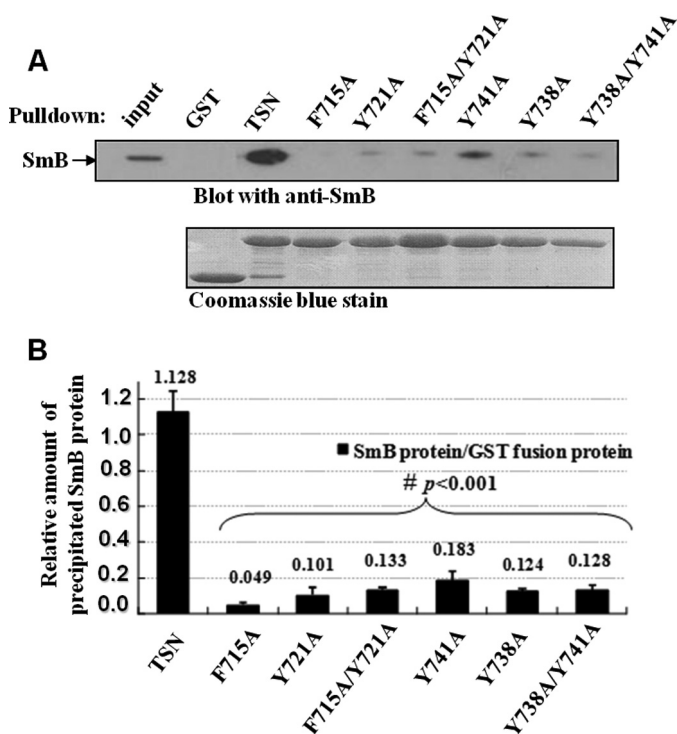 A
Pulldown: input GST TSN F715A Y721A F715A/Y721A Y741A Y738A Y738A/Y741A
SmB→
Blot with anti-SmB
Coomassie blue stain
B
Relative amount of
precipitated SmB protein
1.2
1.0
0.8
0.6
0.4
0.2
0.0
■ SmB protein/GST fusion protein
# p<0.001
1.128
0.049
0.101
0.133
0.183
0.124
0.128
TSN
F715A
Y721A
F715A/Y721A
Y741A
Y738A
Y738A/Y741A